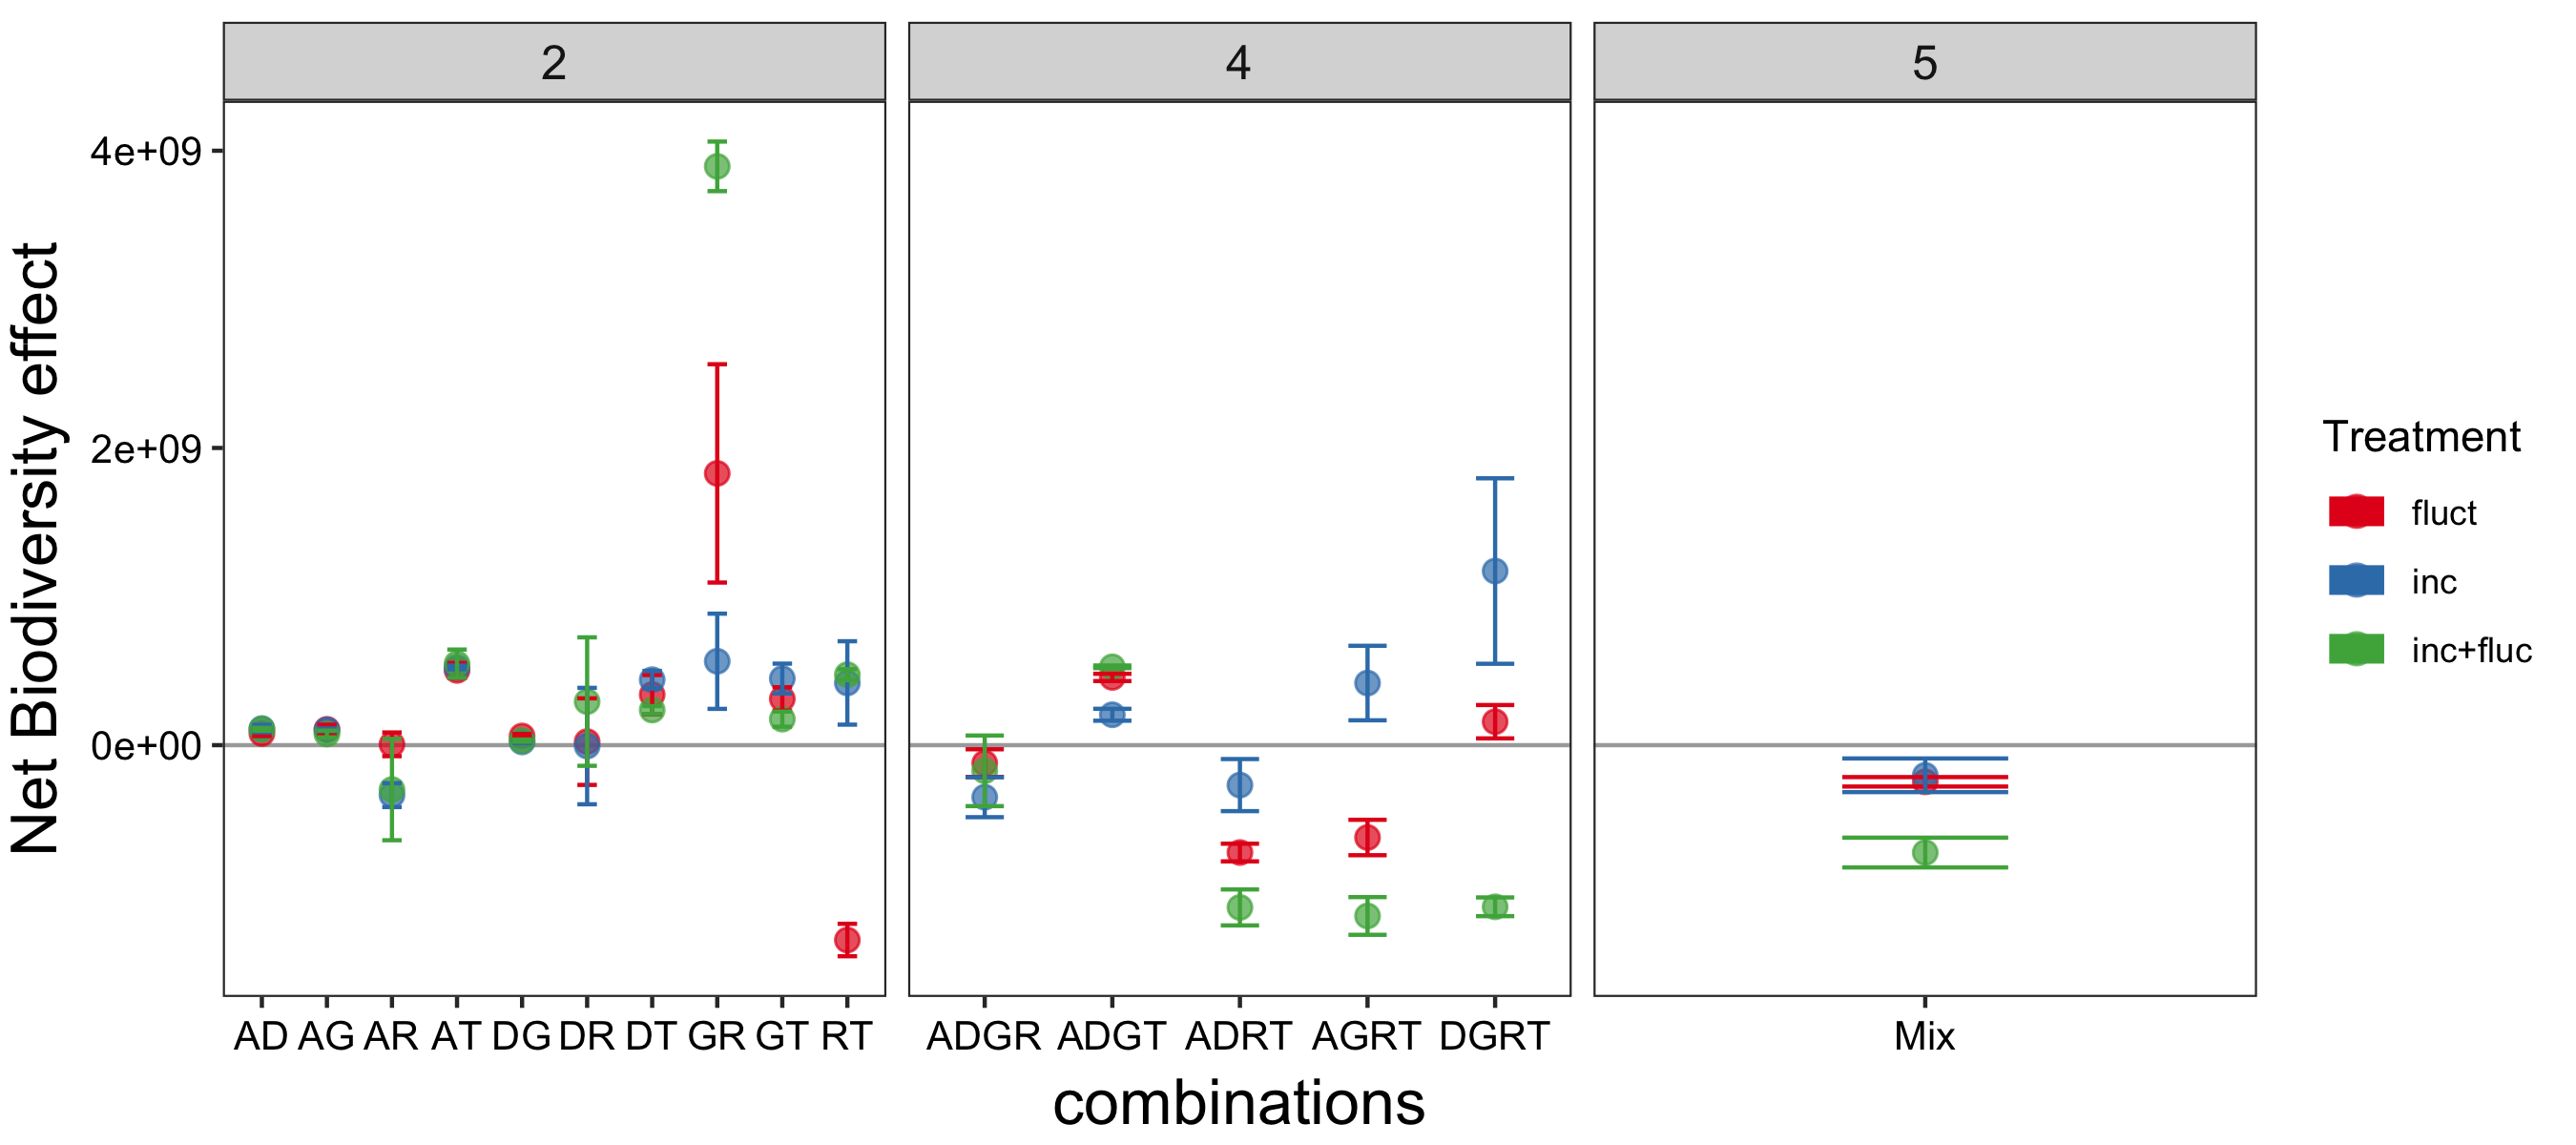 2 4 5
Net Biodiversity effect
4e+09
2e+09
0e+00
AD AG AR AT DG DR DT GR GT RT
ADGR ADGT ADRT AGRT DGRT
Mix
combinations
Treatment
fluct
inc
inc+fluc